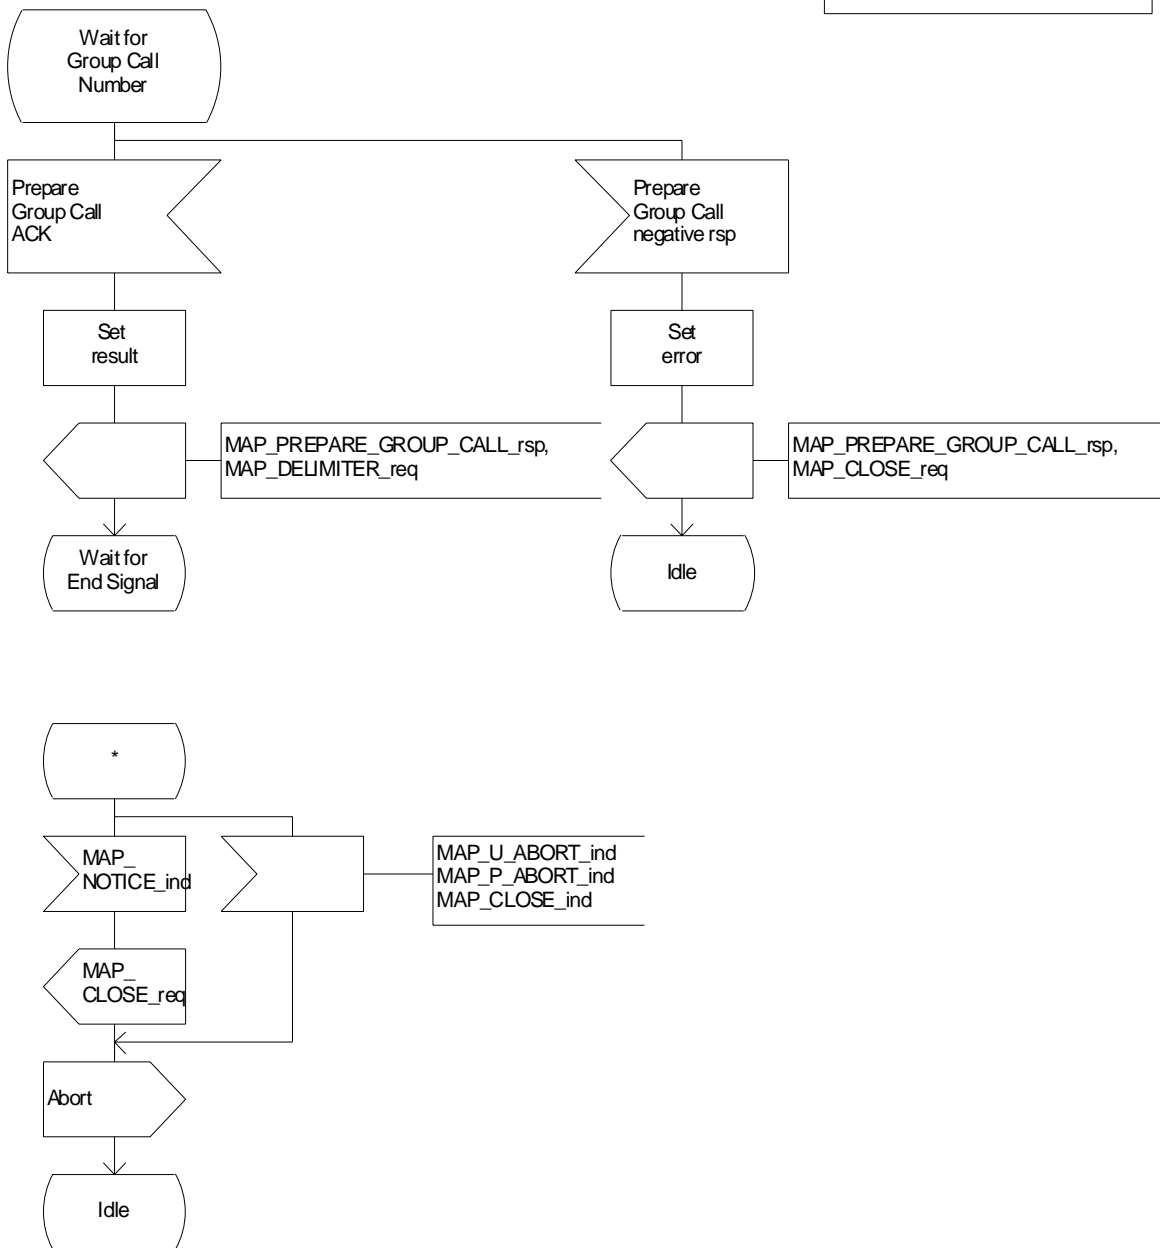 Wait for
Group Call
Number
Prepare
Group Call
ACK
Prepare
Group Call
negative rsp
Set
result
Set
error
MAP_PREPARE_GROUP_CALL_rsp,
MAP_DELIMITER_req
MAP_PREPARE_GROUP_CALL_rsp,
MAP_CLOSE_req
Wait for
End Signal
Idle
*
MAP_
NOTICE_ind
MAP_U_ABORT_ind
MAP_P_ABORT_ind
MAP_CLOSE_ind
MAP_
CLOSE_req
Abort
Idle